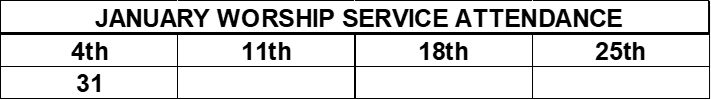 JANUARY WORSHIP SERVICE ATTENDANCE
4th 11th 18th 25th
31